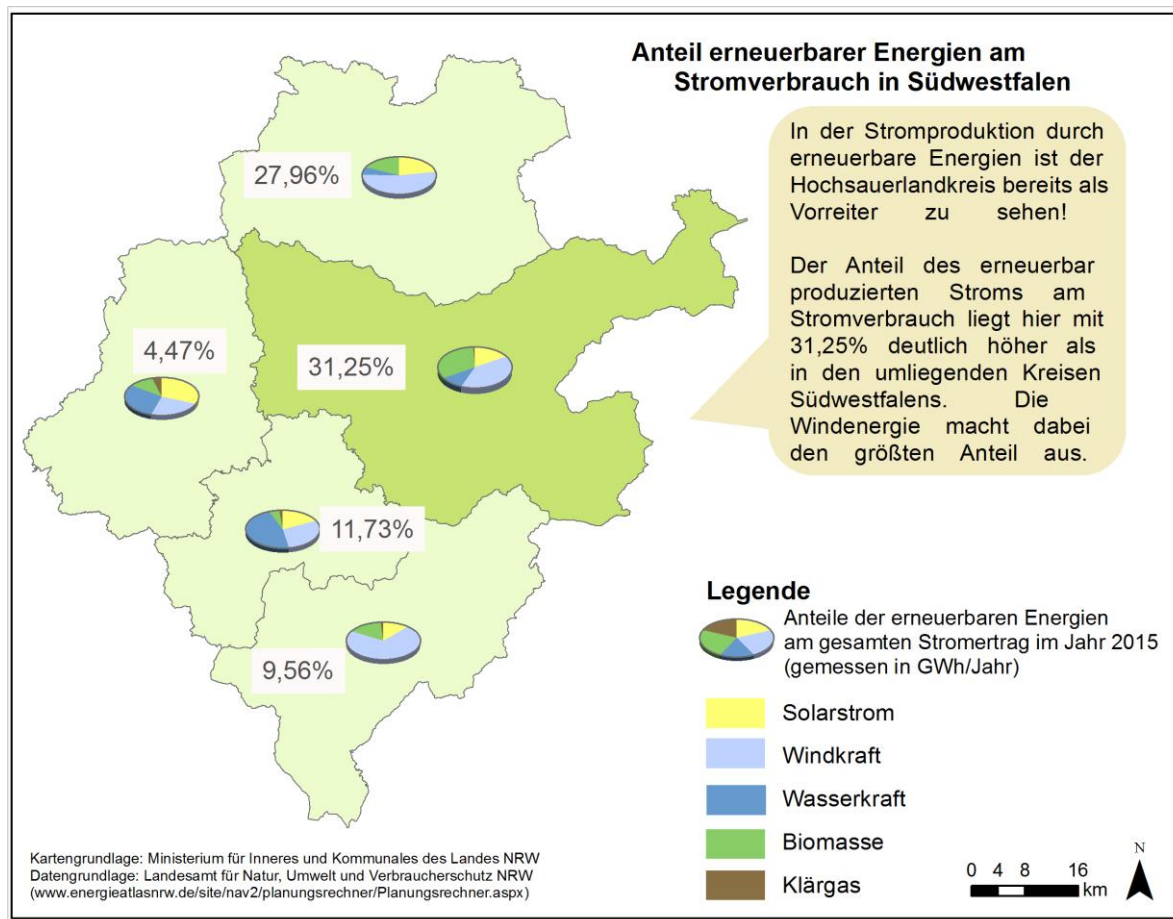 Anteil erneuerbarer Energien am
Stromverbrauch in Südwestfalen
In der Stromproduktion durch
erneuerbare Energien ist der
Hochsauerlandkreis bereits als
Vorreiter zu sehen!
Der Anteil des erneuerbar
produzierten Stroms am
Stromverbrauch liegt hier mit
31,25% deutlich höher als
in den umliegenden Kreisen
Südwestfalens. Die
Windenergie macht dabei
den größten Anteil aus.
27,96%
4,47%
31,25%
11,73%
9,56%
Legende
Anteile der erneuerbaren Energien
am gesamten Stromertrag im Jahr 2015
(gemessen in GWh/Jahr)
Solarstrom
Windkraft
Wasserkraft
Biomasse
Klärgas
Kartengrundlage: Ministerium für Inneres und Kommunales des Landes NRW
Datengrundlage: Landesamt für Natur, Umwelt und Verbraucherschutz NRW
(www.energieatlasnrw.de/site/nav2/planungsrechner/Planungsrechner.aspx)
0 4 8 16
km
N